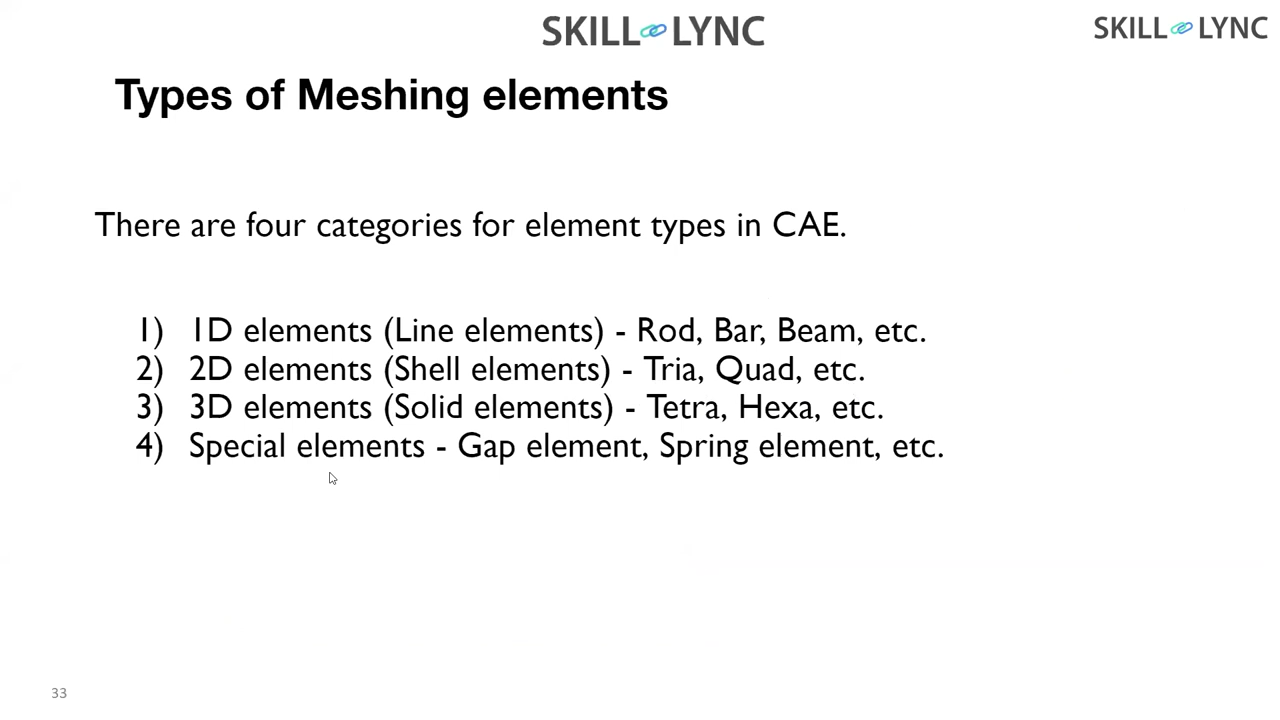 SKILL LYNC
SKILL LYNC
Types of Meshing elements
There are four categories for element types in CAE.
1) 1D elements (Line elements) - Rod, Bar, Beam, etc.
2) 2D elements (Shell elements) - Tria, Quad, etc.
3) 3D elements (Solid elements) - Tetra, Hexa, etc.
4) Special elements - Gap element, Spring element, etc.
33